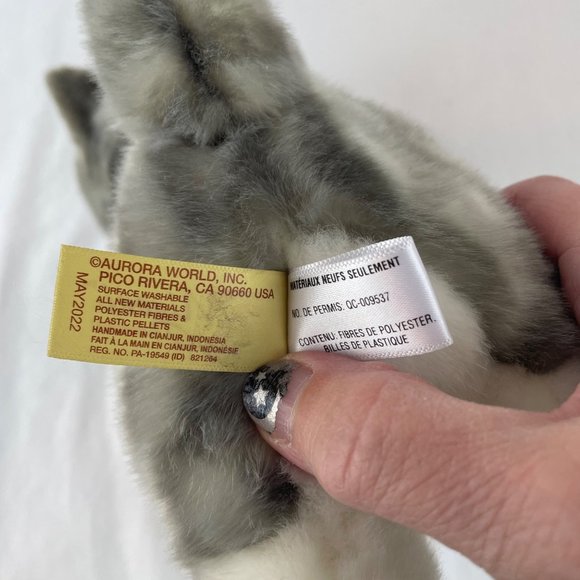 ©AURORA WORLD, INC.
PICO RIVERA, CA 90660 USA
SURFACE WASHABLE
ALL NEW MATERIALS
POLYESTER FIBRES &
PLASTIC PELLETS
HANDMADE IN CIANJUR, INDONESIA
FAIT À LA MAIN EN CIANJUR, INDONÉSIE
REG. NO. PA-19549 (ID) 821264
MAY2022
MATÉRIAUX NEUFS SEULEMENT
NO. DE PERMIS: QC-009537
CONTENU: FIBRES DE POLYESTER.
BILLES DE PLASTIQUE